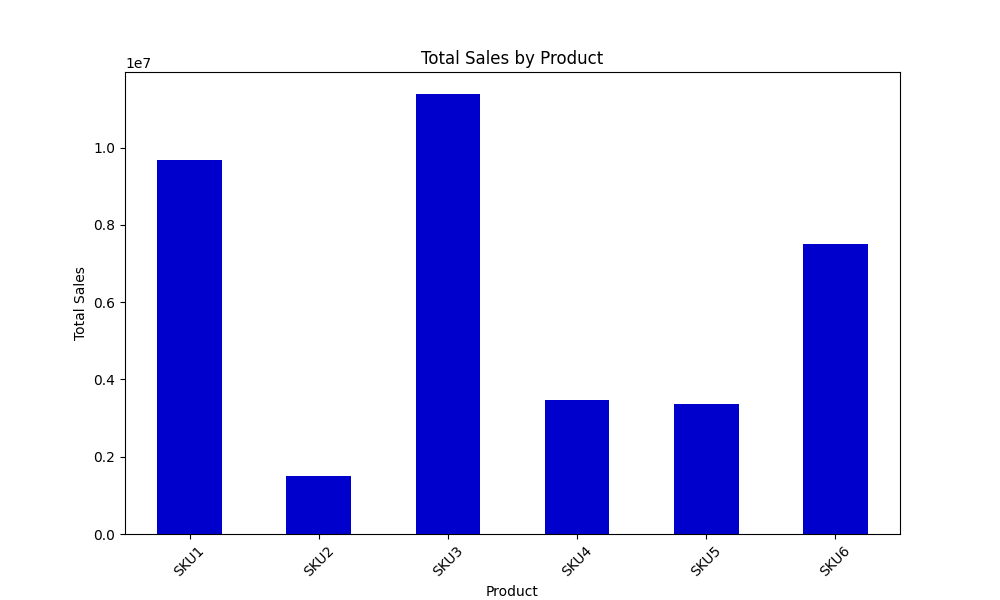 Total Sales by Product
1e7
1.0
0.8
0.6
0.4
0.2
0.0
Total Sales
SKU1
SKU2
SKU3
SKU4
SKU5
SKU6
Product